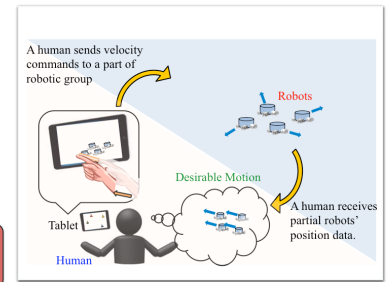 A human sends velocity
commands to a part of
robotic group
Robots
Desirable Motion
A human receives
partial robots'
position data.
Tablet
Human